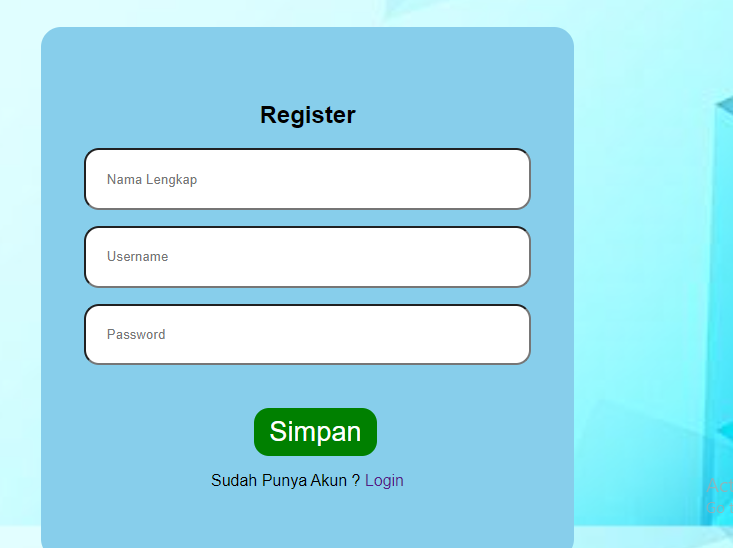 Register
Nama Lengkap
Username
Password
Simpan
Sudah Punya Akun ? Login